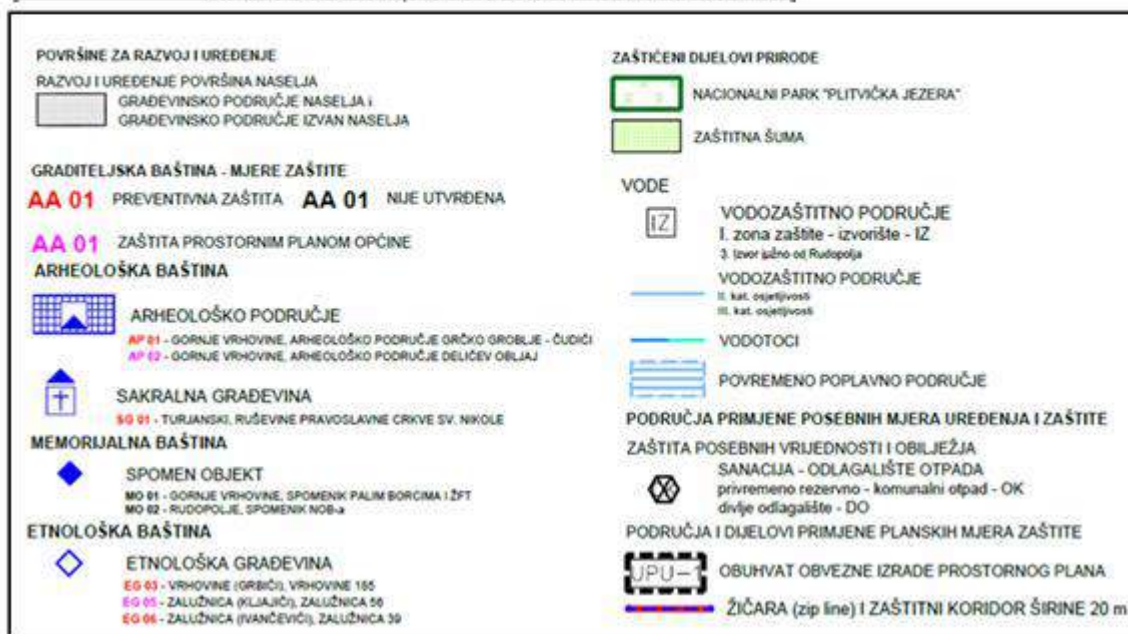 POVRŠINE ZA RAZVOJ I UREĐENJE
RAZVOJ I UREĐENJE POVRŠINA NASELJA
GRAĐEVINSKO PODRUČJE NASELJA i
GRAĐEVINSKO PODRUČJE IZVAN NASELJA
GRADITELJSKA BAŠTINA - MJERE ZAŠTITE
AA 01 PREVENTIVNA ZAŠTITA AA 01 NIJE UTVRĐENA
AA 01 ZAŠTITA PROSTORNIM PLANOM OPĆINE
ARHEOLOŠKA BAŠTINA
ARHEOLOŠKO PODRUČJE
AP 01 - GORNJE VRHOVINE, ARHEOLOŠKO PODRUČJE GRČKO GROBLJE - ČUDIĆI
AP 02 - GORNJE VRHOVINE, ARHEOLOŠKO PODRUČJE DELIĆEV OBLJAJ
SAKRALNA GRAĐEVINA
SG 01 - TURJANSKI, RUŠEVINE PRAVOSLAVNE CRKVE SV. NIKOLE
MEMORIJALNA BAŠTINA
SPOMEN OBJEKT
MO 01 - GORNJE VRHOVINE, SPOMENIK PALIM BORCIMA I ŽFT
MO 02 - RUDOPOLJE, SPOMENIK NOB-a
ETNOLOŠKA BAŠTINA
ETNOLOŠKA GRAĐEVINA
EG 03 - VRHOVINE (GRBIĆI), VRHOVINE 165
EG 05 - ZALUŽNICA (KLJAJIĆI), ZALUŽNICA 56
EG 06 - ZALUŽNICA (IVANČEVIĆI), ZALUŽNICA 39
ZAŠTIĆENI DIJELOVI PRIRODE
NACIONALNI PARK "PLITVIČKA JEZERA"
ZAŠTITNA ŠUMA
VODE
IZ
VODOZAŠTITNO PODRUČJE
I. zona zaštite - izvorište - IZ
3. Izvor južno od Rudopolja
VODOZAŠTITNO PODRUČJE
II. kat. osjetljivosti
III. kat. osjetljivosti
VODOTOCI
POVREMENO POPLAVNO PODRUČJE
PODRUČJA PRIMJENE POSEBNIH MJERA UREĐENJA I ZAŠTITE
ZAŠTITA POSEBNIH VRIJEDNOSTI I OBILJEŽJA
SANACIJA - ODLAGALIŠTE OTPADA
privremeno rezervno - komunalni otpad - OK
divlje odlagalište - DO
PODRUČJA I DIJELOVI PRIMJENE PLANSKIH MJERA ZAŠTITE
UPU-1 OBUHVAT OBVEZNE IZRADE PROSTORNOG PLANA
ŽIČARA (zip line) I ZAŠTITNI KORIDOR ŠIRINE 20 m